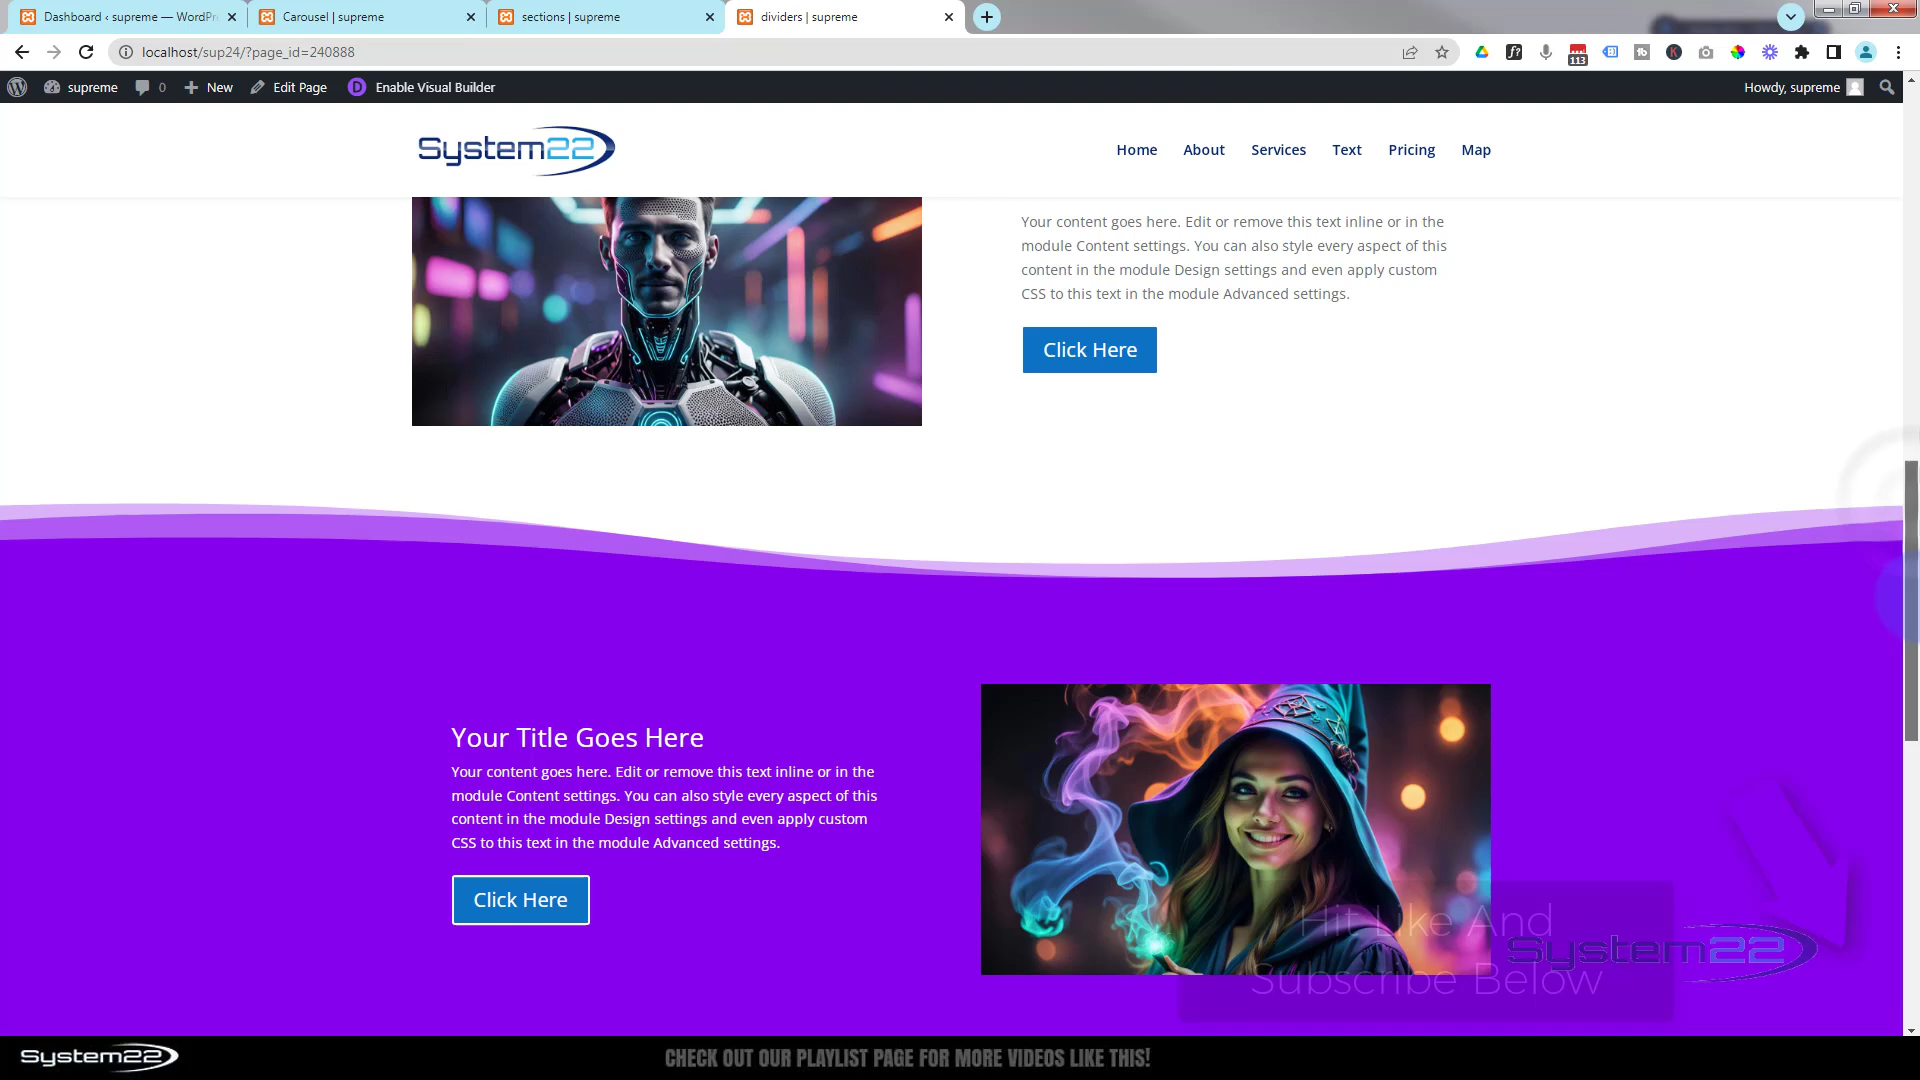 Dashboard ‹ supreme — WordPr
Carousel | supreme
sections | supreme
dividers | supreme
localhost/sup24/?page_id=240888
113
supreme
0
New
Edit Page
D
Enable Visual Builder
Howdy, supreme
System22
Home
About
Services
Text
Pricing
Map
Your content goes here. Edit or remove this text inline or in the
module Content settings. You can also style every aspect of this
content in the module Design settings and even apply custom
CSS to this text in the module Advanced settings.
Click Here
Your Title Goes Here
Your content goes here. Edit or remove this text inline or in the
module Content settings. You can also style every aspect of this
content in the module Design settings and even apply custom
CSS to this text in the module Advanced settings.
Click Here
Hit Like And
Subscribe Below
System22
System22
CHECK OUT OUR PLAYLIST PAGE FOR MORE VIDEOS LIKE THIS!